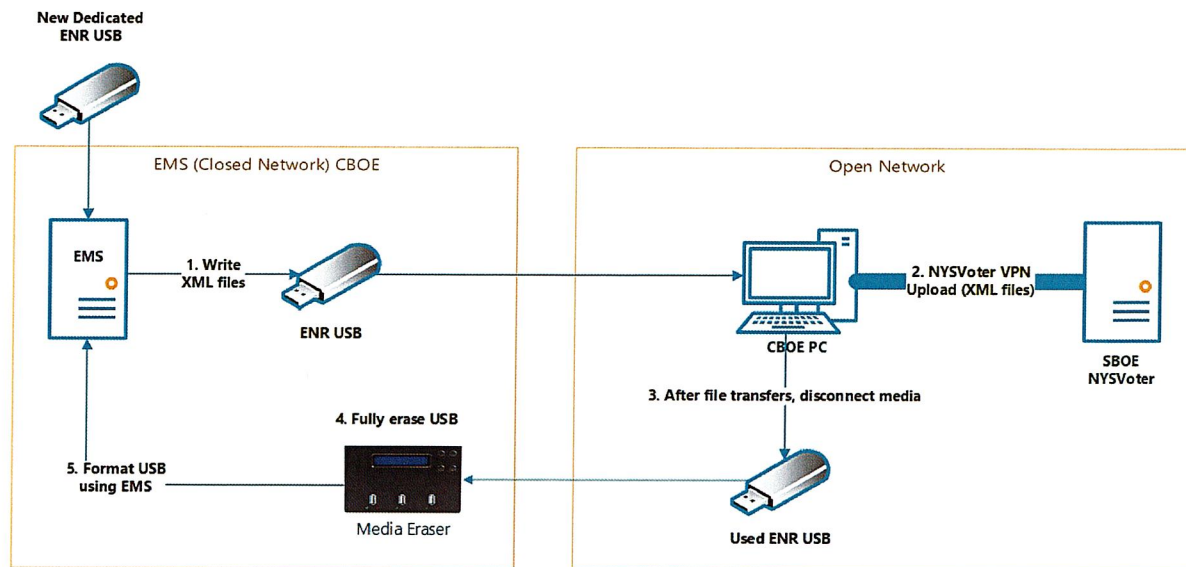 New Dedicated
ENR USB
EMS (Closed Network) CBOE
Open Network
EMS
1. Write
XML files
ENR USB
2. NYSVoter VPN
Upload (XML files)
CBOE PC
SBOE
NYSVoter
3. After file transfers, disconnect media
4. Fully erase USB
5. Format USB
using EMS
Media Eraser
Used ENR USB